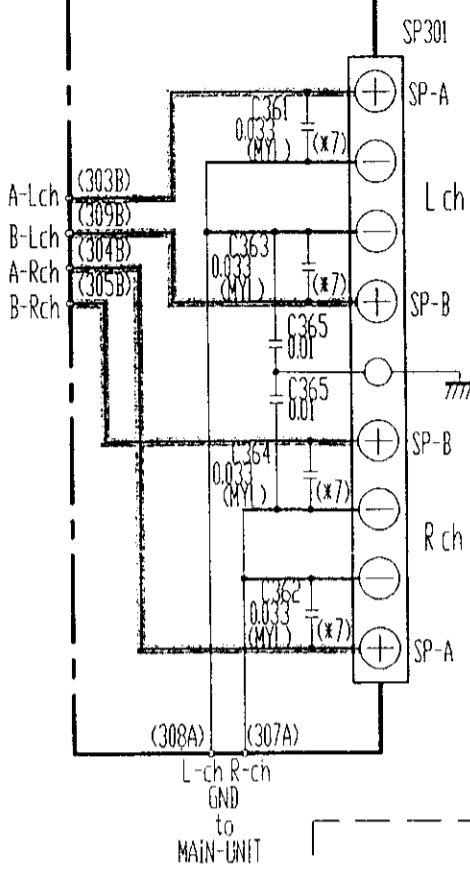 SP301
SP-A
C361
0.033
(MYL)
(*7)
(303B)
A-Lch
L ch
(309B)
B-Lch
C363
0.033
(MYL)
(*7)
(304B)
A-Rch
(305B)
B-Rch
SP-B
C365
0.01
C365
0.01
SP-B
C364
0.033
(MYL)
(*7)
R ch
C362
0.033
(MYL)
(*7)
SP-A
(308A)
(307A)
L-ch R-ch
GND
to
MAIN-UNIT